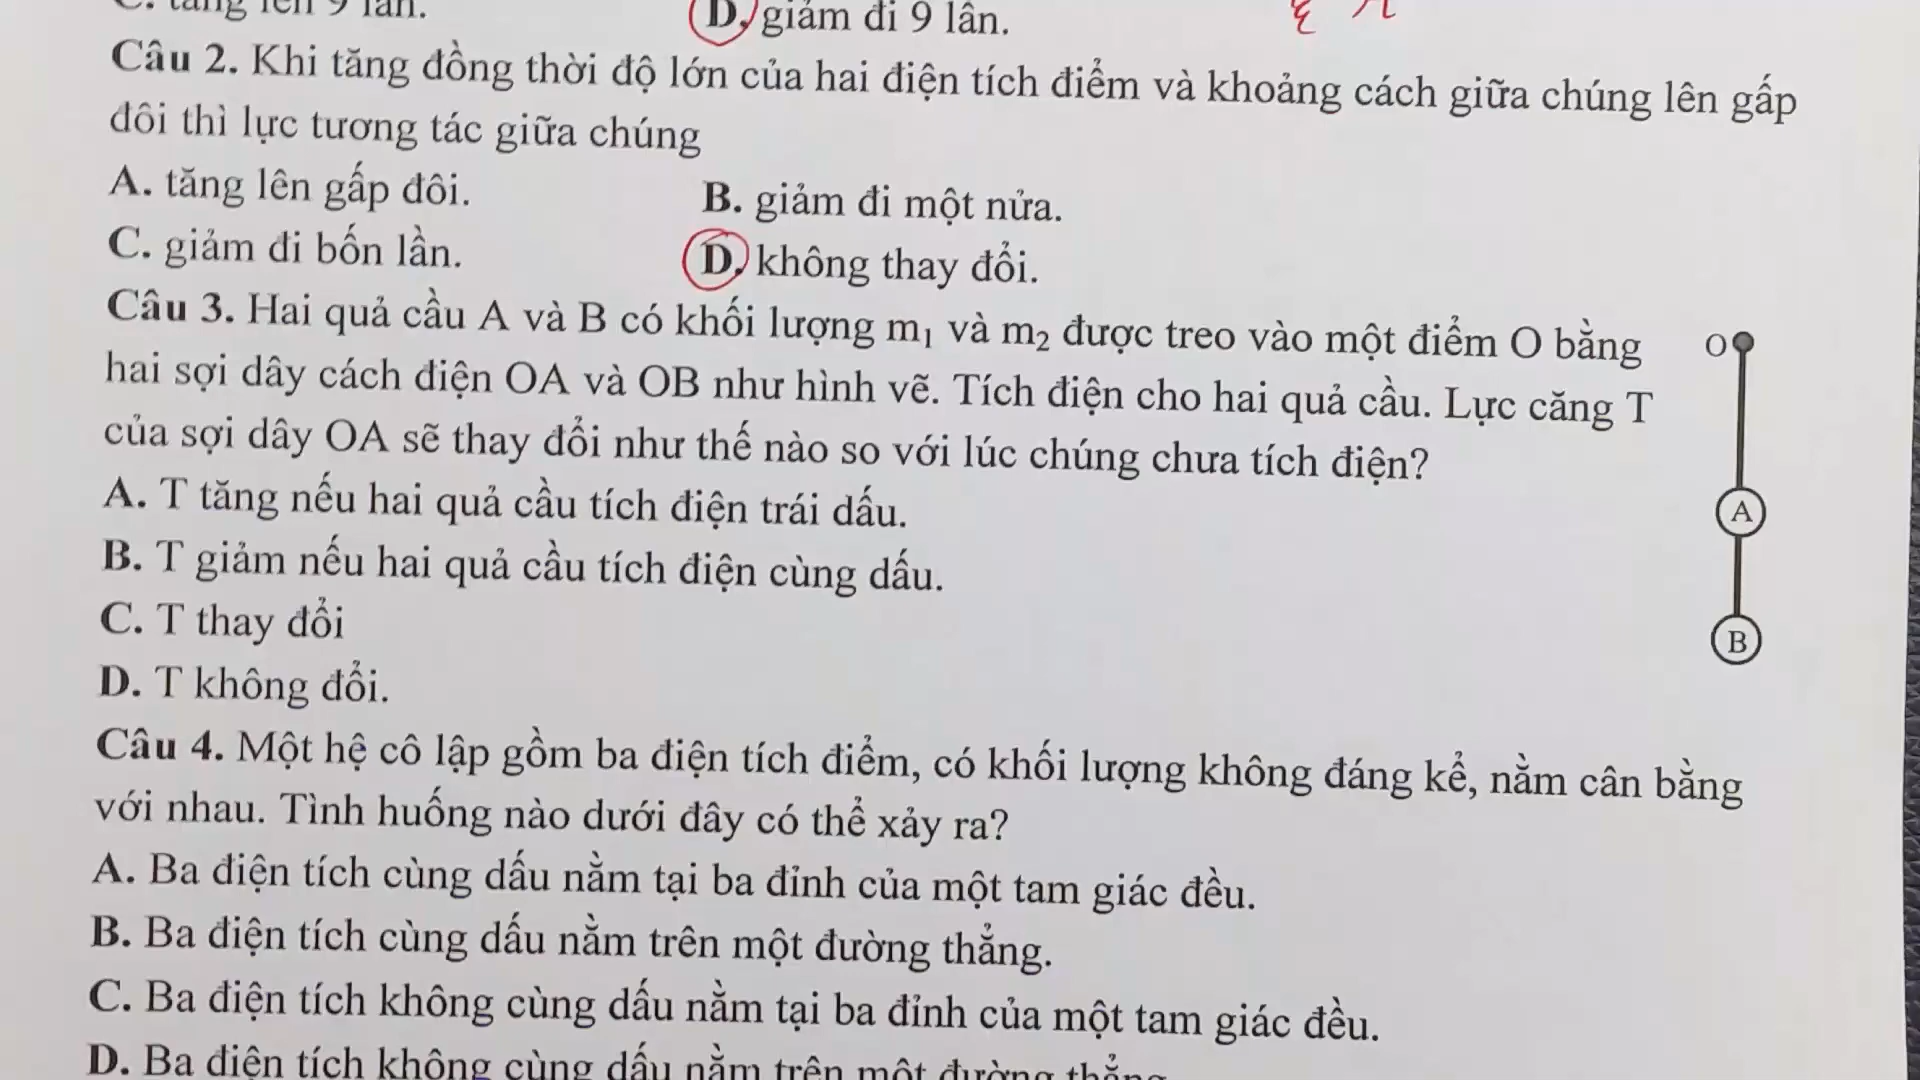 C. tăng lên 9 lần.
D. giảm đi 9 lần.
Câu 2. Khi tăng đồng thời độ lớn của hai điện tích điểm và khoảng cách giữa chúng lên gấp
đôi thì lực tương tác giữa chúng
A. tăng lên gấp đôi.
B. giảm đi một nửa.
C. giảm đi bốn lần.
D. không thay đổi.
Câu 3. Hai quả cầu A và B có khối lượng m₁ và m₂ được treo vào một điểm O bằng
hai sợi dây cách điện OA và OB như hình vẽ. Tích điện cho hai quả cầu. Lực căng T
của sợi dây OA sẽ thay đổi như thế nào so với lúc chúng chưa tích điện?
A. T tăng nếu hai quả cầu tích điện trái dấu.
B. T giảm nếu hai quả cầu tích điện cùng dấu.
C. T thay đổi
D. T không đổi.
O
A
B
Câu 4. Một hệ cô lập gồm ba điện tích điểm, có khối lượng không đáng kể, nằm cân bằng
với nhau. Tình huống nào dưới đây có thể xảy ra?
A. Ba điện tích cùng dấu nằm tại ba đỉnh của một tam giác đều.
B. Ba điện tích cùng dấu nằm trên một đường thẳng.
C. Ba điện tích không cùng dấu nằm tại ba đỉnh của một tam giác đều.
D. Ba điện tích không cùng dấu nằm trên một đường thẳng